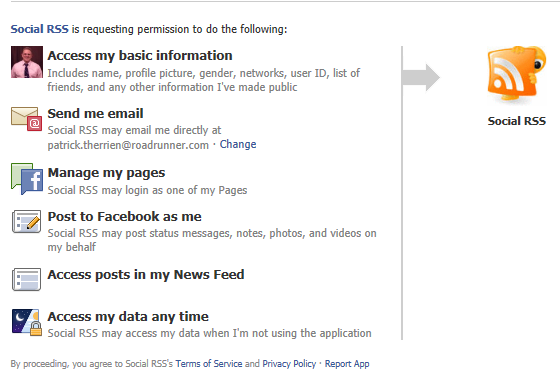 Social RSS is requesting permission to do the following:
Access my basic information
Includes name, profile picture, gender, networks, user ID, list of
friends, and any other information I've made public
Send me email
Social RSS may email me directly at
patrick.therrien@roadrunner.com · Change
Manage my pages
Social RSS may login as one of my Pages
Post to Facebook as me
Social RSS may post status messages, notes, photos, and videos on
my behalf
Access posts in my News Feed
Access my data any time
Social RSS may access my data when I'm not using the application
Social RSS
By proceeding, you agree to Social RSS's Terms of Service and Privacy Policy · Report App